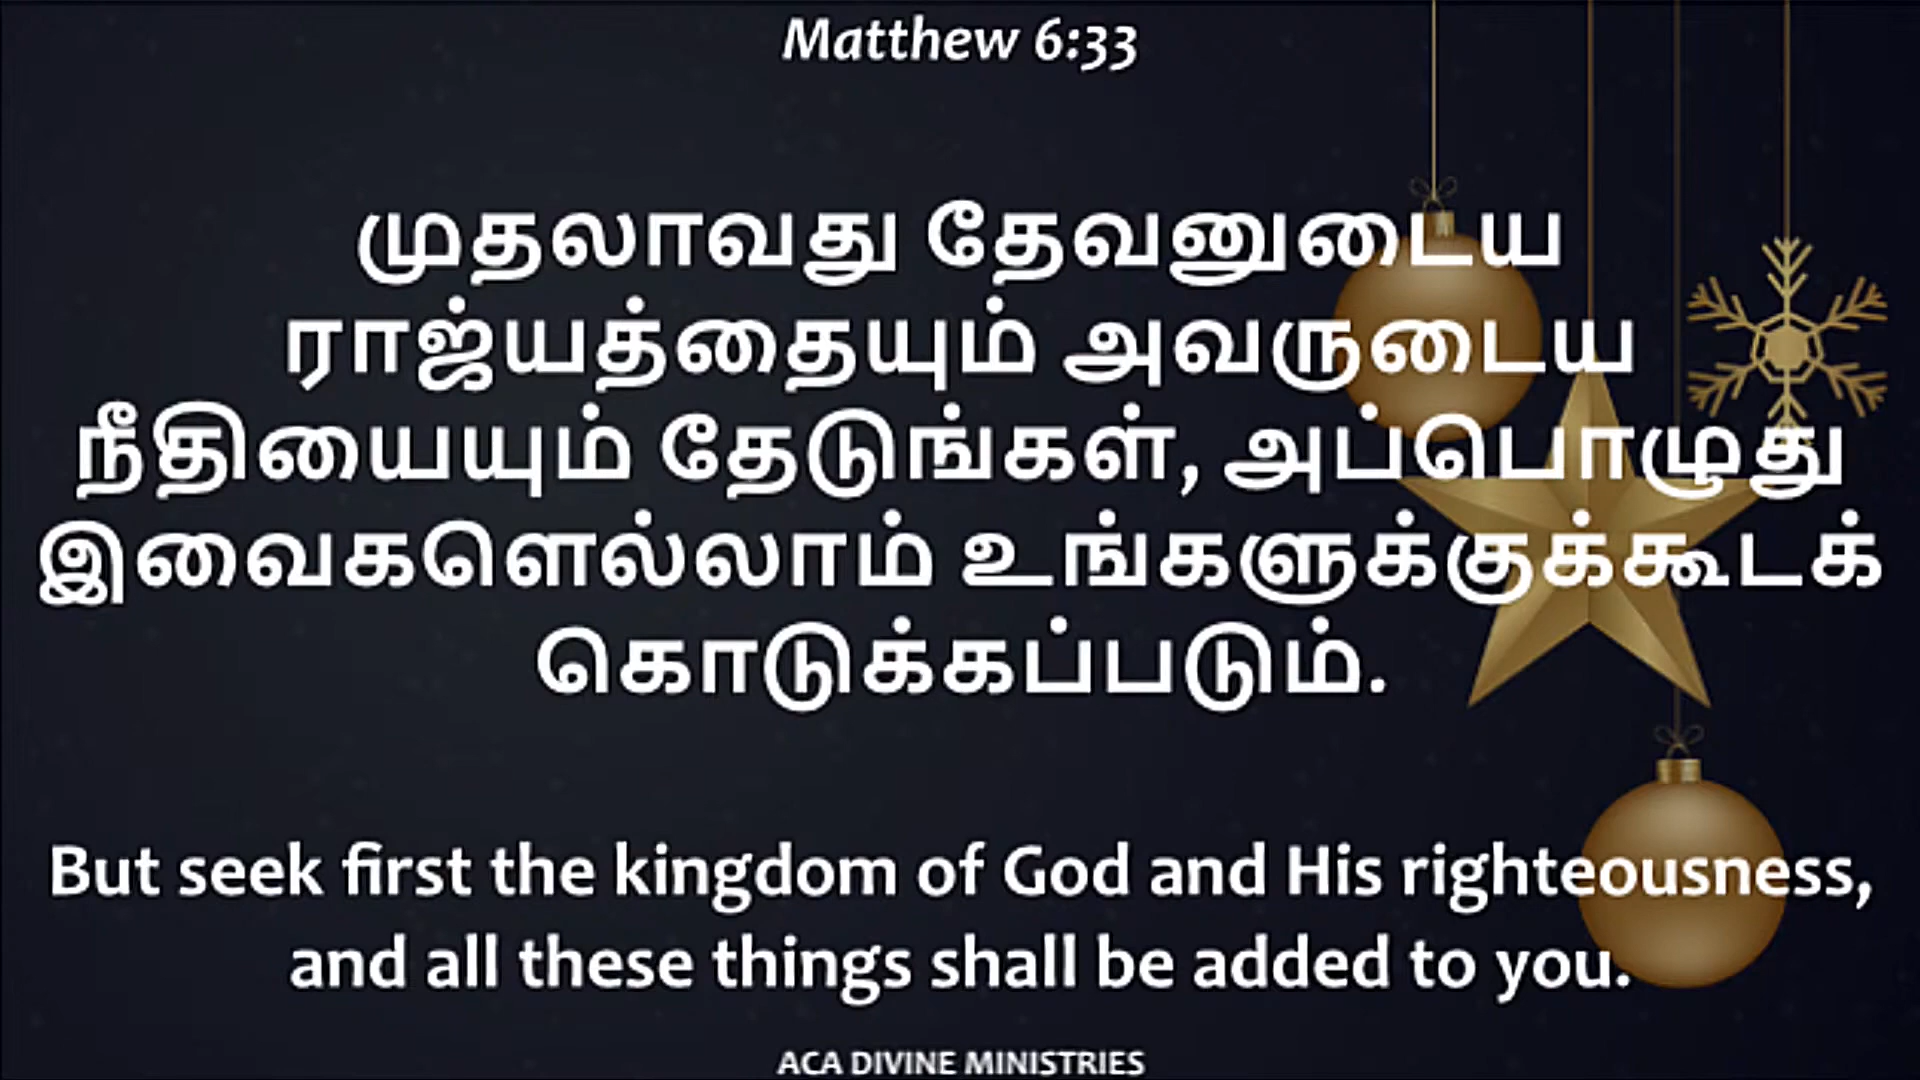 Matthew 6:33
முதலாவது தேவனுடைய
ராஜ்யத்தையும் அவருடைய
நீதியையும் தேடுங்கள், அப்பொழுது
இவைகளெல்லாம் உங்களுக்குக்கூடக்
கொடுக்கப்படும்.
But seek first the kingdom of God and His righteousness,
and all these things shall be added to you.
ACA DIVINE MINISTRIES